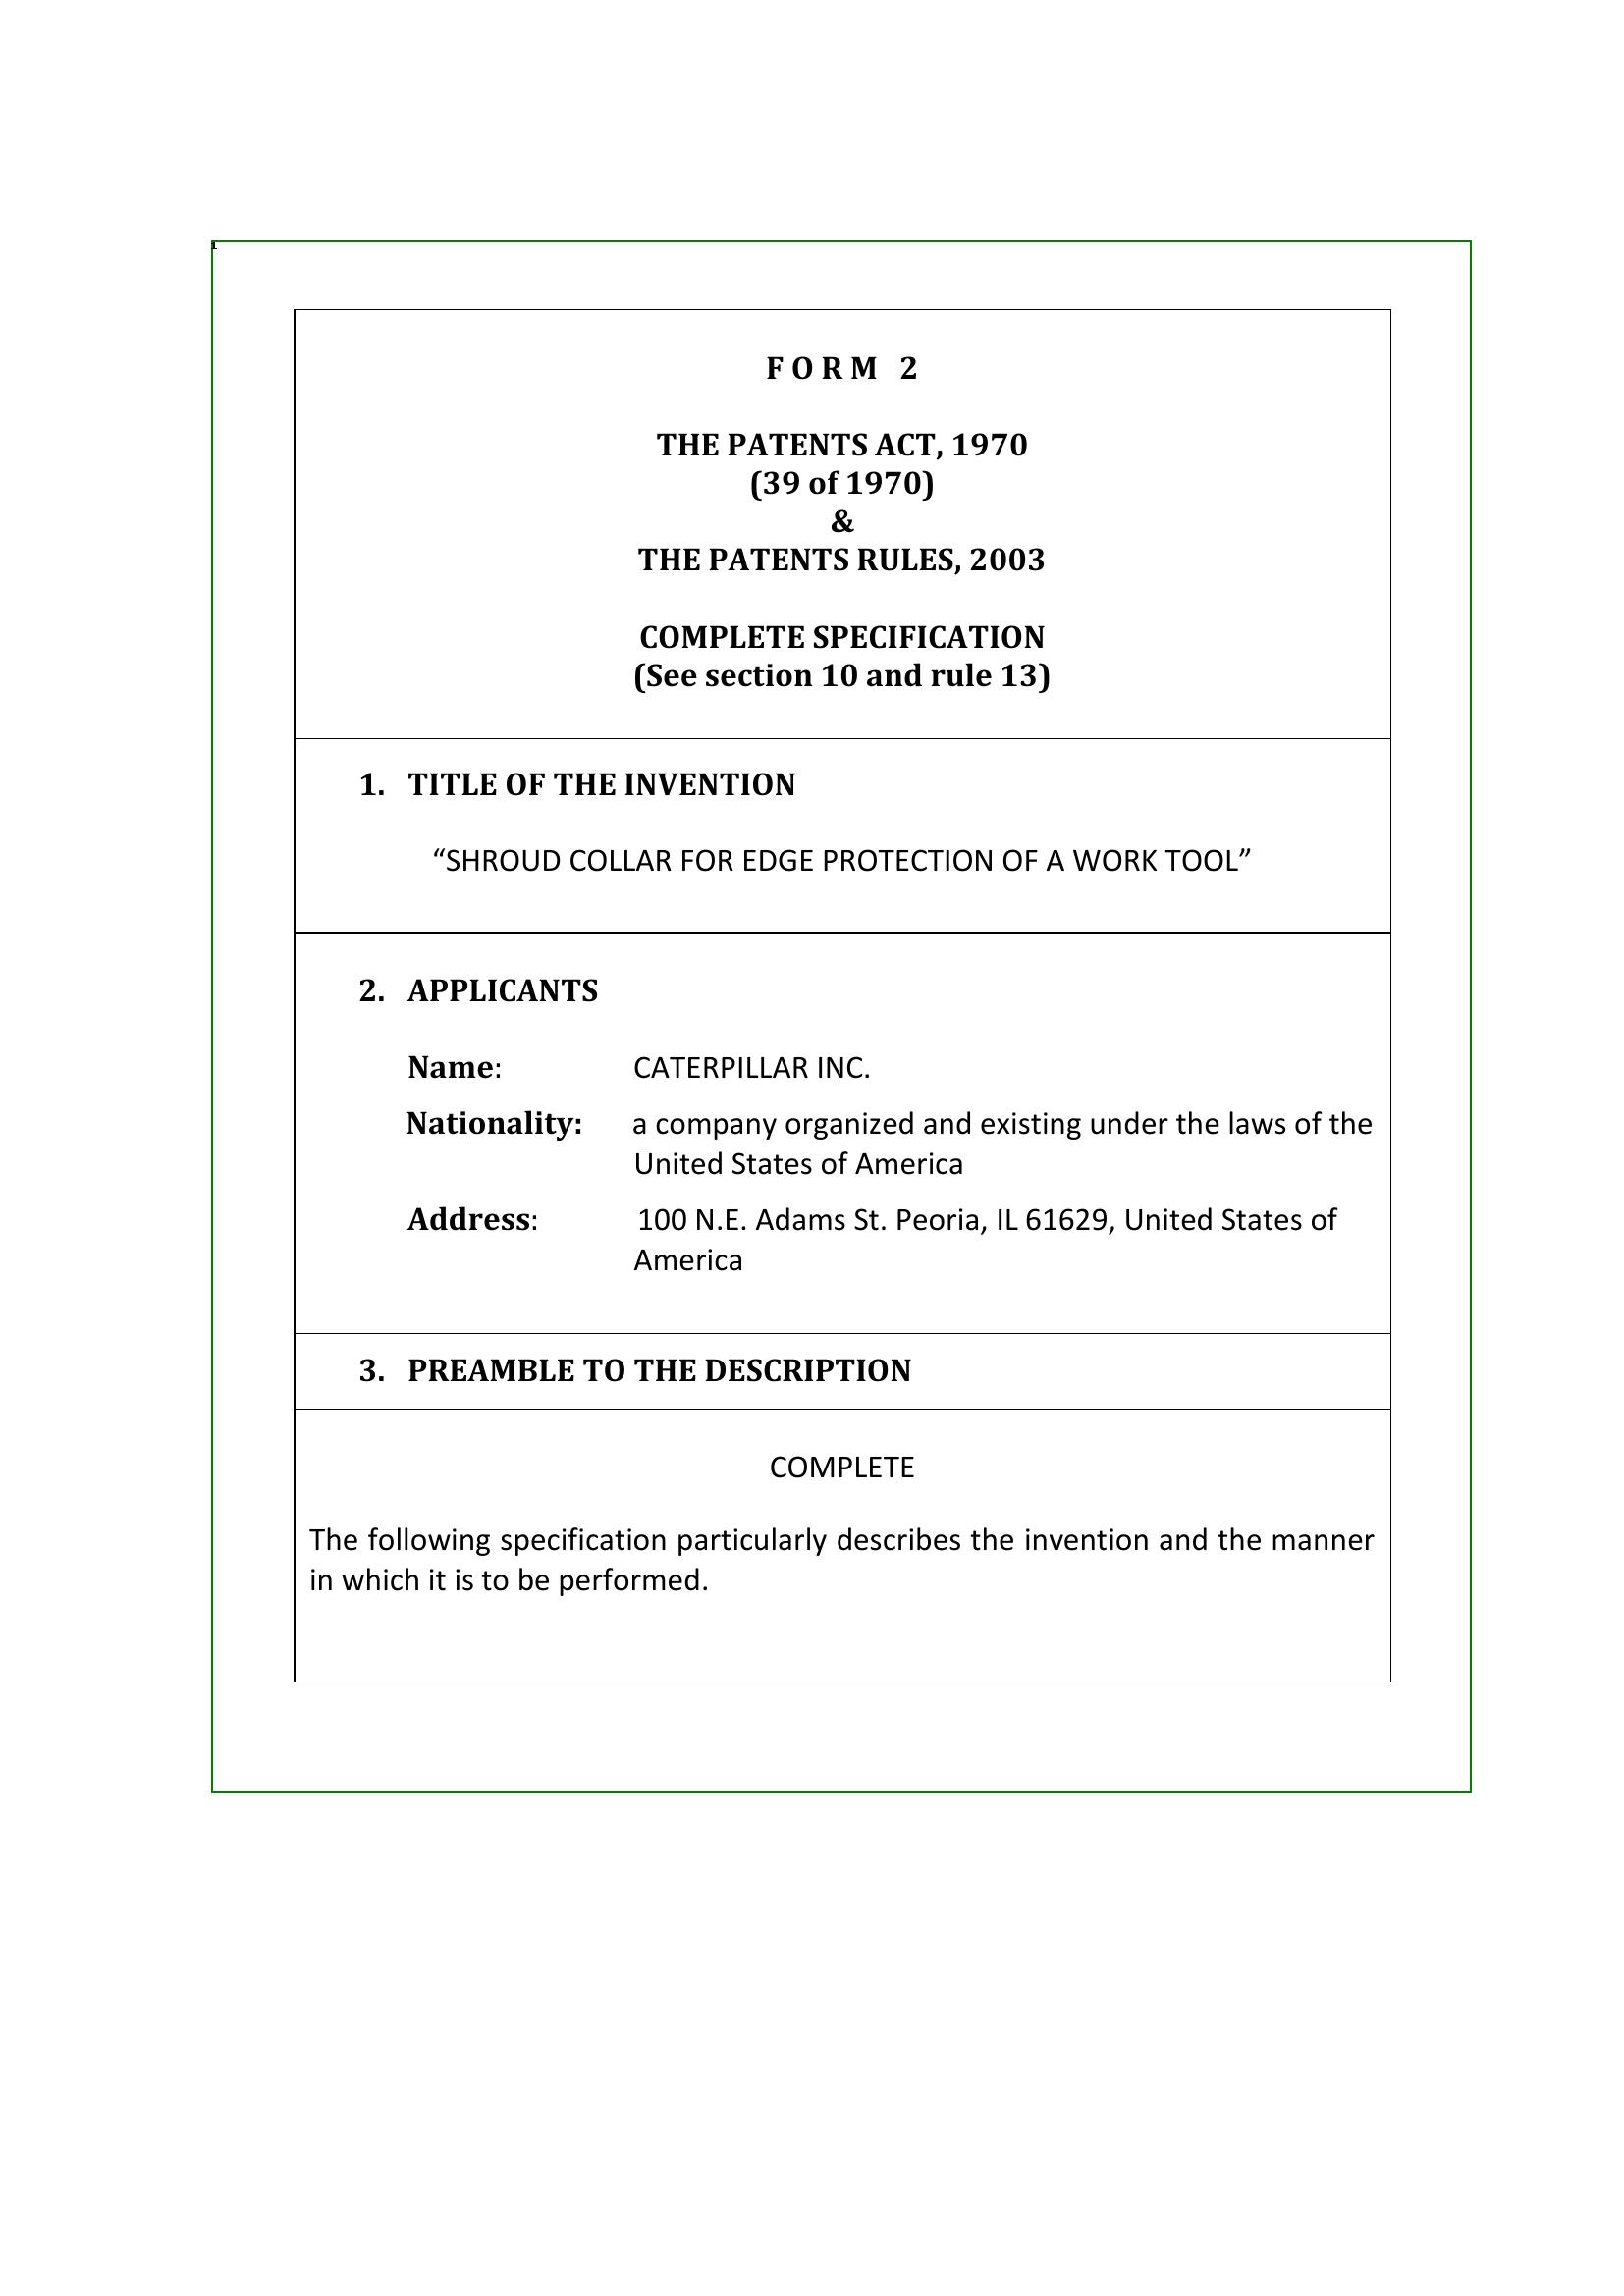 FORM 2
THE PATENTS ACT, 1970
(39 of 1970)
&
THE PATENTS RULES, 2003
COMPLETE SPECIFICATION
(See section 10 and rule 13)
1. TITLE OF THE INVENTION
“SHROUD COLLAR FOR EDGE PROTECTION OF A WORK TOOL”
2. APPLICANTS
Name: CATERPILLAR INC.
Nationality: a company organized and existing under the laws of the
United States of America
Address: 100 N.E. Adams St. Peoria, IL 61629, United States of
America
3. PREAMBLE TO THE DESCRIPTION
COMPLETE
The following specification particularly describes the invention and the manner
in which it is to be performed.